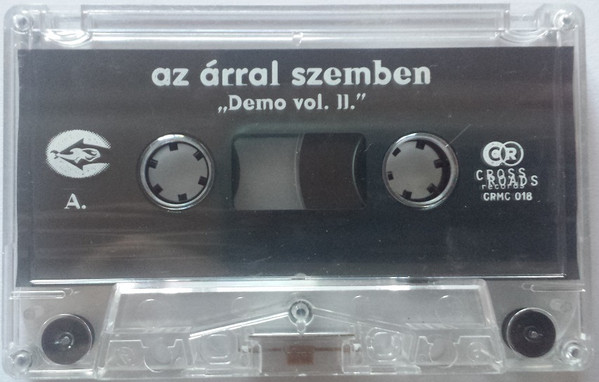 az árral szemben
„Demo vol. II.”
A.
CR
CROSS
ROADS
records
CRMC 018